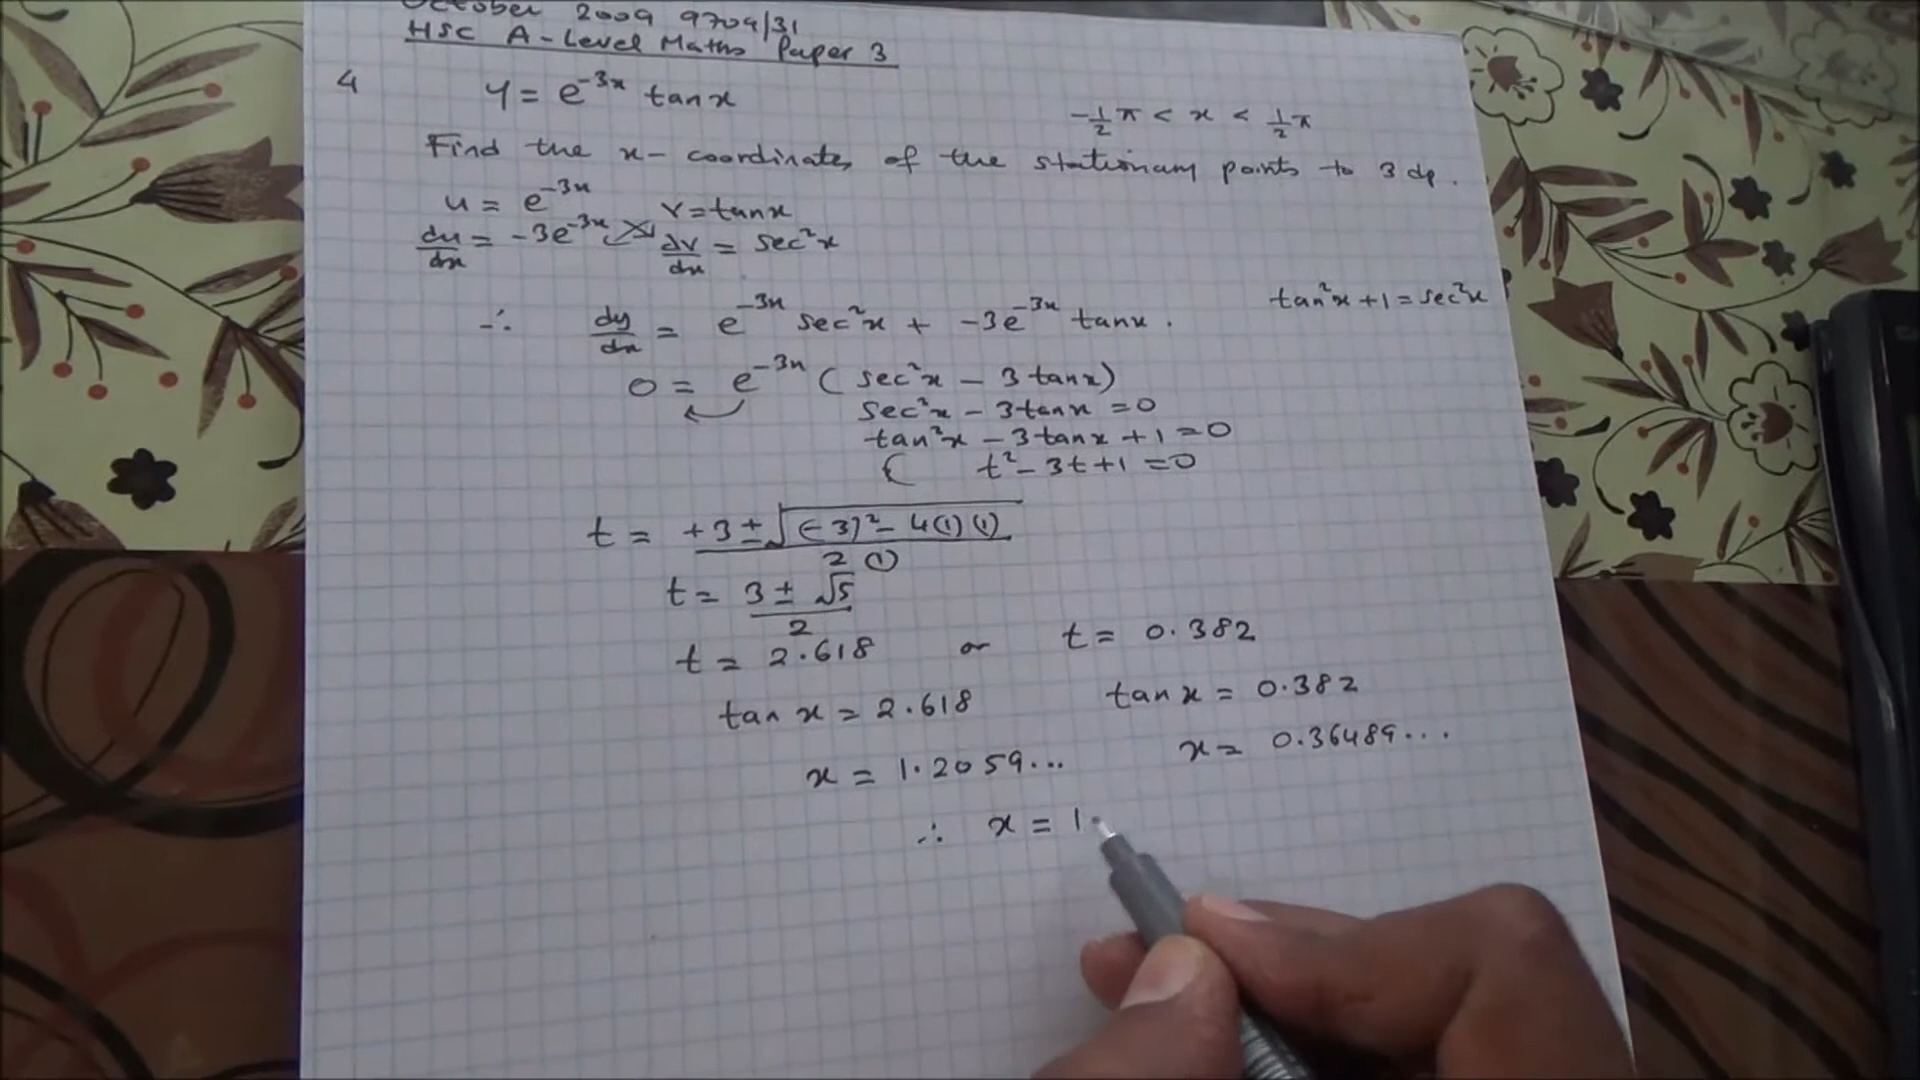 October 2009 9709/31
HSC A-Level Maths Paper 3
4 y = e^{-3x} tan x
-1/2 π < x < 1/2 π
Find the x-coordinates of the stationary points to 3 dp.
u = e^{-3x} v = tan x
du/dx = -3e^{-3x} dv/dx = sec²x
tan²x + 1 = sec²x
∴ dy/dx = e^{-3x} sec²x + -3e^{-3x} tan x.
0 = e^{-3x} ( sec²x - 3 tan x)
sec²x - 3 tan x = 0
tan²x - 3 tan x + 1 = 0
t² - 3t + 1 = 0
t = +3 ± √(-3)² - 4(1)(1) / 2(1)
t = 3 ± √5 / 2
t = 2.618 or t = 0.382
tan x = 2.618 tan x = 0.382
x = 1.2059... x = 0.36489...
∴ x = 1.